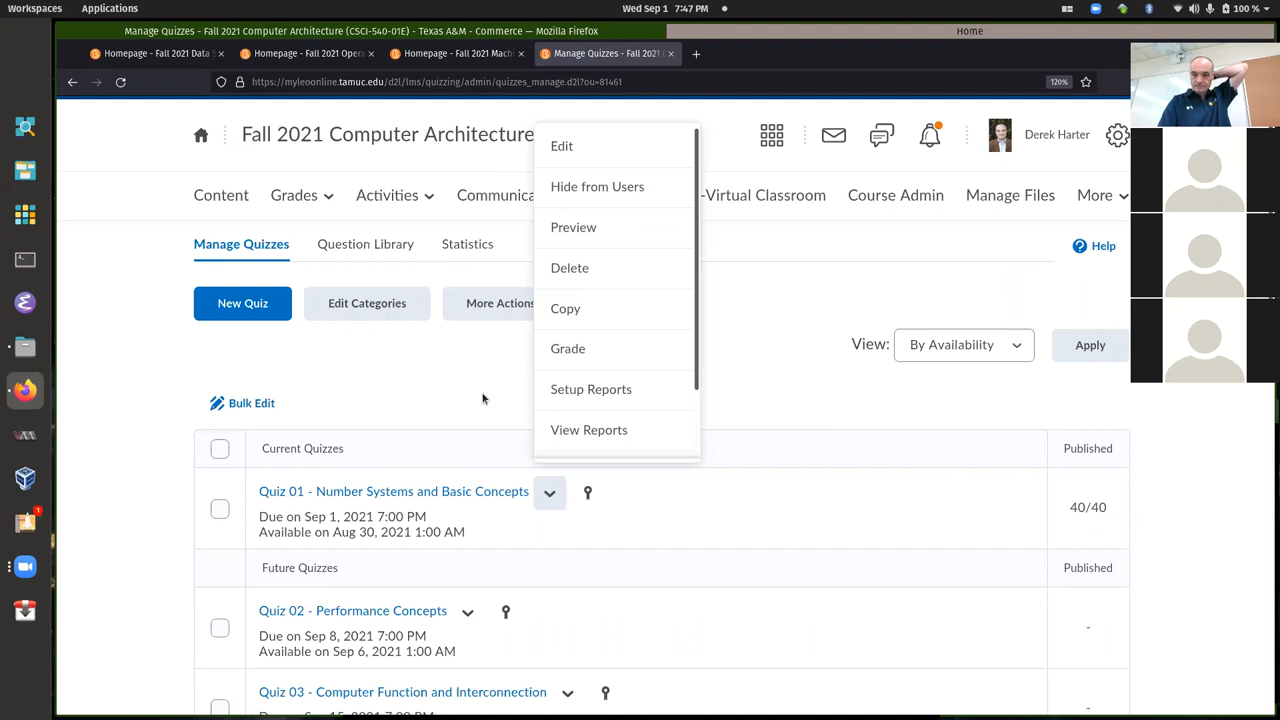 Workspaces Applications Wed Sep 1 7:47 PM 100 %
Manage Quizzes - Fall 2021 Computer Architecture (CSCI-540-01E) - Texas A&M - Commerce — Mozilla Firefox Home
Homepage - Fall 2021 Data S Homepage - Fall 2021 Oper Homepage - Fall 2021 Machi Manage Quizzes - Fall 2021
https://myleoonline.tamuc.edu/d2l/lms/quizzing/admin/quizzes_manage.d2l?ou=81461 120%
Fall 2021 Computer Architecture Derek Harter
Content Grades Activities Communica -Virtual Classroom Course Admin Manage Files More
Manage Quizzes Question Library Statistics Help
New Quiz Edit Categories More Actions
Edit
Hide from Users
Preview
Delete
Copy
Grade
Setup Reports
View Reports
View: By Availability Apply
Bulk Edit
Current Quizzes Published
Quiz 01 - Number Systems and Basic Concepts
Due on Sep 1, 2021 7:00 PM
Available on Aug 30, 2021 1:00 AM
40/40
Future Quizzes Published
Quiz 02 - Performance Concepts
Due on Sep 8, 2021 7:00 PM
Available on Sep 6, 2021 1:00 AM
-
Quiz 03 - Computer Function and Interconnection
-
1